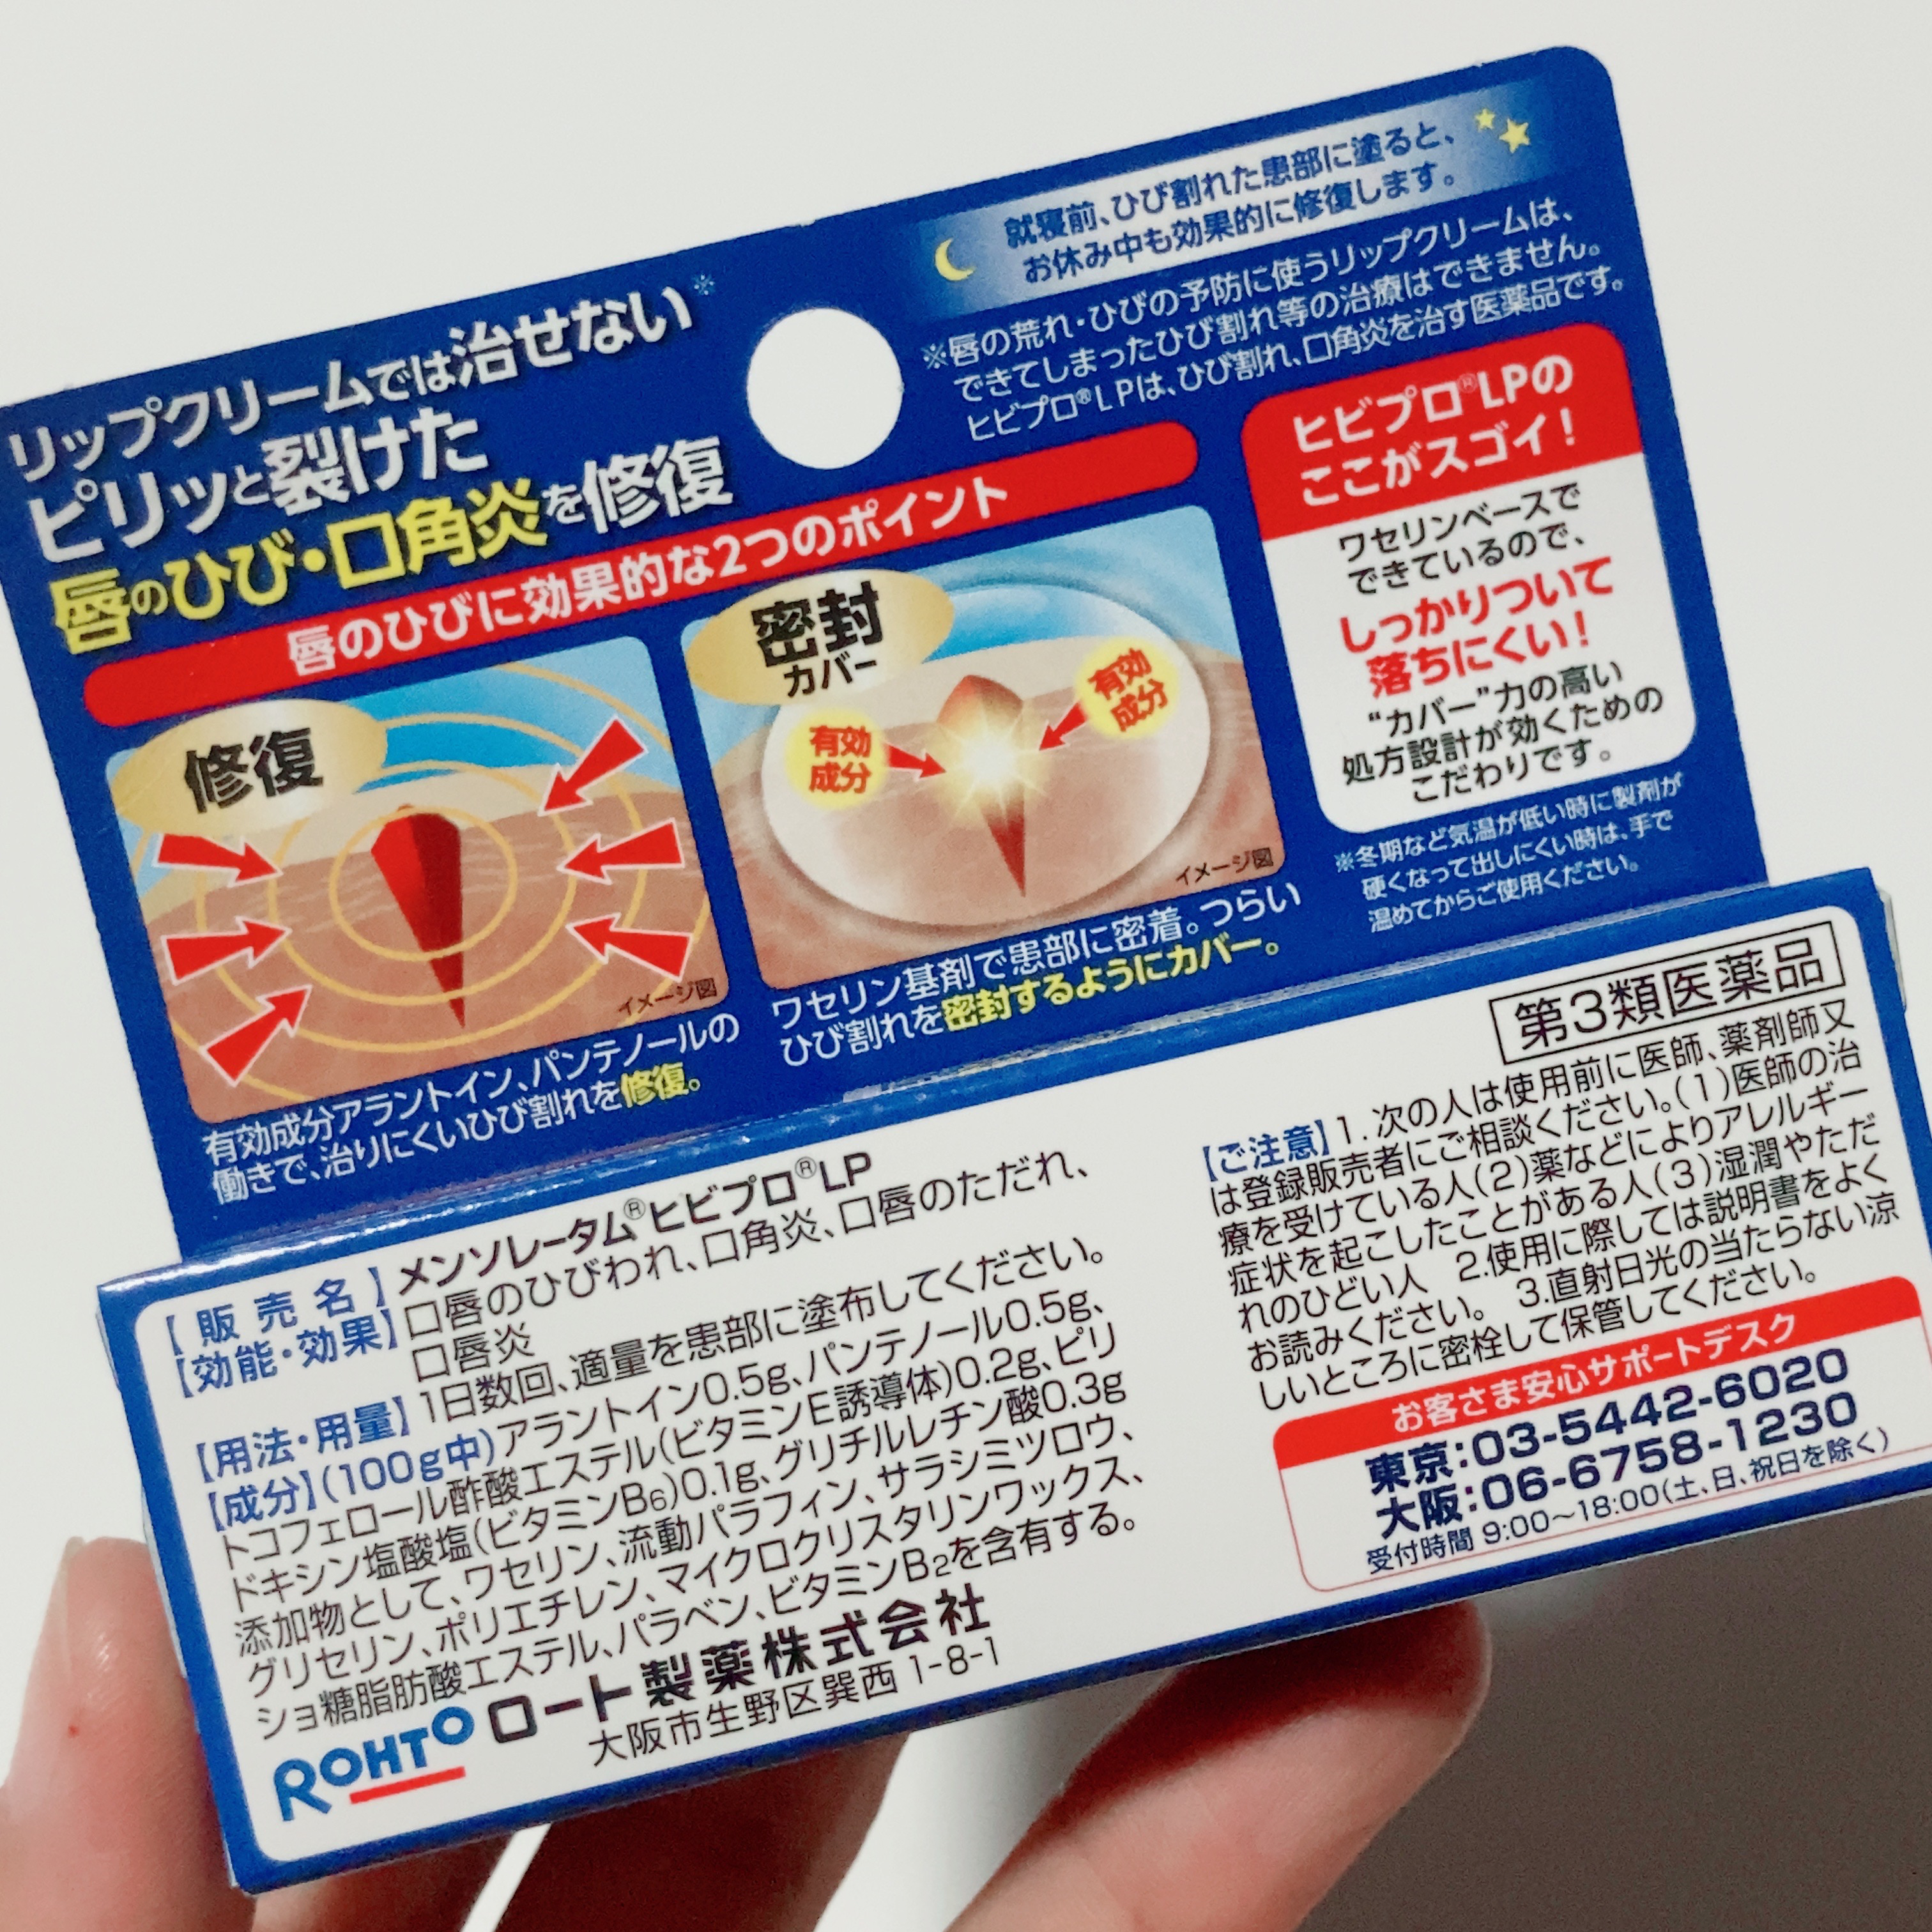 就寝前、ひび割れた患部に塗ると、
お休み中も効果的に修復します。
※唇の荒れ・ひびの予防に使うリップクリームは、
できてしまったひび割れ等の治療はできません。
ヒビプロ®LPは、ひび割れ、口角炎を治す医薬品です。
リップクリームでは治せない※
ピリッと裂けた
唇のひび・口角炎を修復
唇のひびに効果的な2つのポイント
修復
イメージ図
有効成分アラントイン、パンテノールの
働きで、治りにくいひび割れを修復。
密封
カバー
有効
成分
有効
成分
イメージ図
ワセリン基剤で患部に密着。つらい
ひび割れを密封するようにカバー。
ヒビプロ®LPの
ここがスゴイ!
ワセリンベースで
できているので、
しっかりついて
落ちにくい!
“カバー”力の高い
処方設計が効くための
こだわりです。
※冬期など気温が低い時に製剤が
硬くなって出しにくい時は、手で
温めてからご使用ください。
【販売名】メンソレータム®ヒビプロ®LP
【効能・効果】口唇のひびわれ、口角炎、口唇のただれ、
口唇炎
【用法・用量】1日数回、適量を患部に塗布してください。
【成分】(100g中)アラントイン0.5g、パンテノール0.5g、
トコフェロール酢酸エステル(ビタミンE誘導体)0.2g、ピリ
ドキシン塩酸塩(ビタミンB6)0.1g、グリチルレチン酸0.3g
添加物として、ワセリン、流動パラフィン、サラシミツロウ、
グリセリン、ポリエチレン、マイクロクリスタリンワックス、
ショ糖脂肪酸エステル、パラベン、ビタミンB2を含有する。
ROHTO ロート製薬株式会社
大阪市生野区巽西1-8-1
第3類医薬品
【ご注意】1.次の人は使用前に医師、薬剤師又
は登録販売者にご相談ください。(1)医師の治
療を受けている人(2)薬などによりアレルギー
症状を起こしたことがある人(3)湿潤やただ
れのひどい人 2.使用に際しては説明書をよく
お読みください。 3.直射日光の当たらない涼
しいところに密栓して保管してください。
お客さま安心サポートデスク
東京:03-5442-6020
大阪:06-6758-1230
受付時間 9:00~18:00(土、日、祝日を除く)